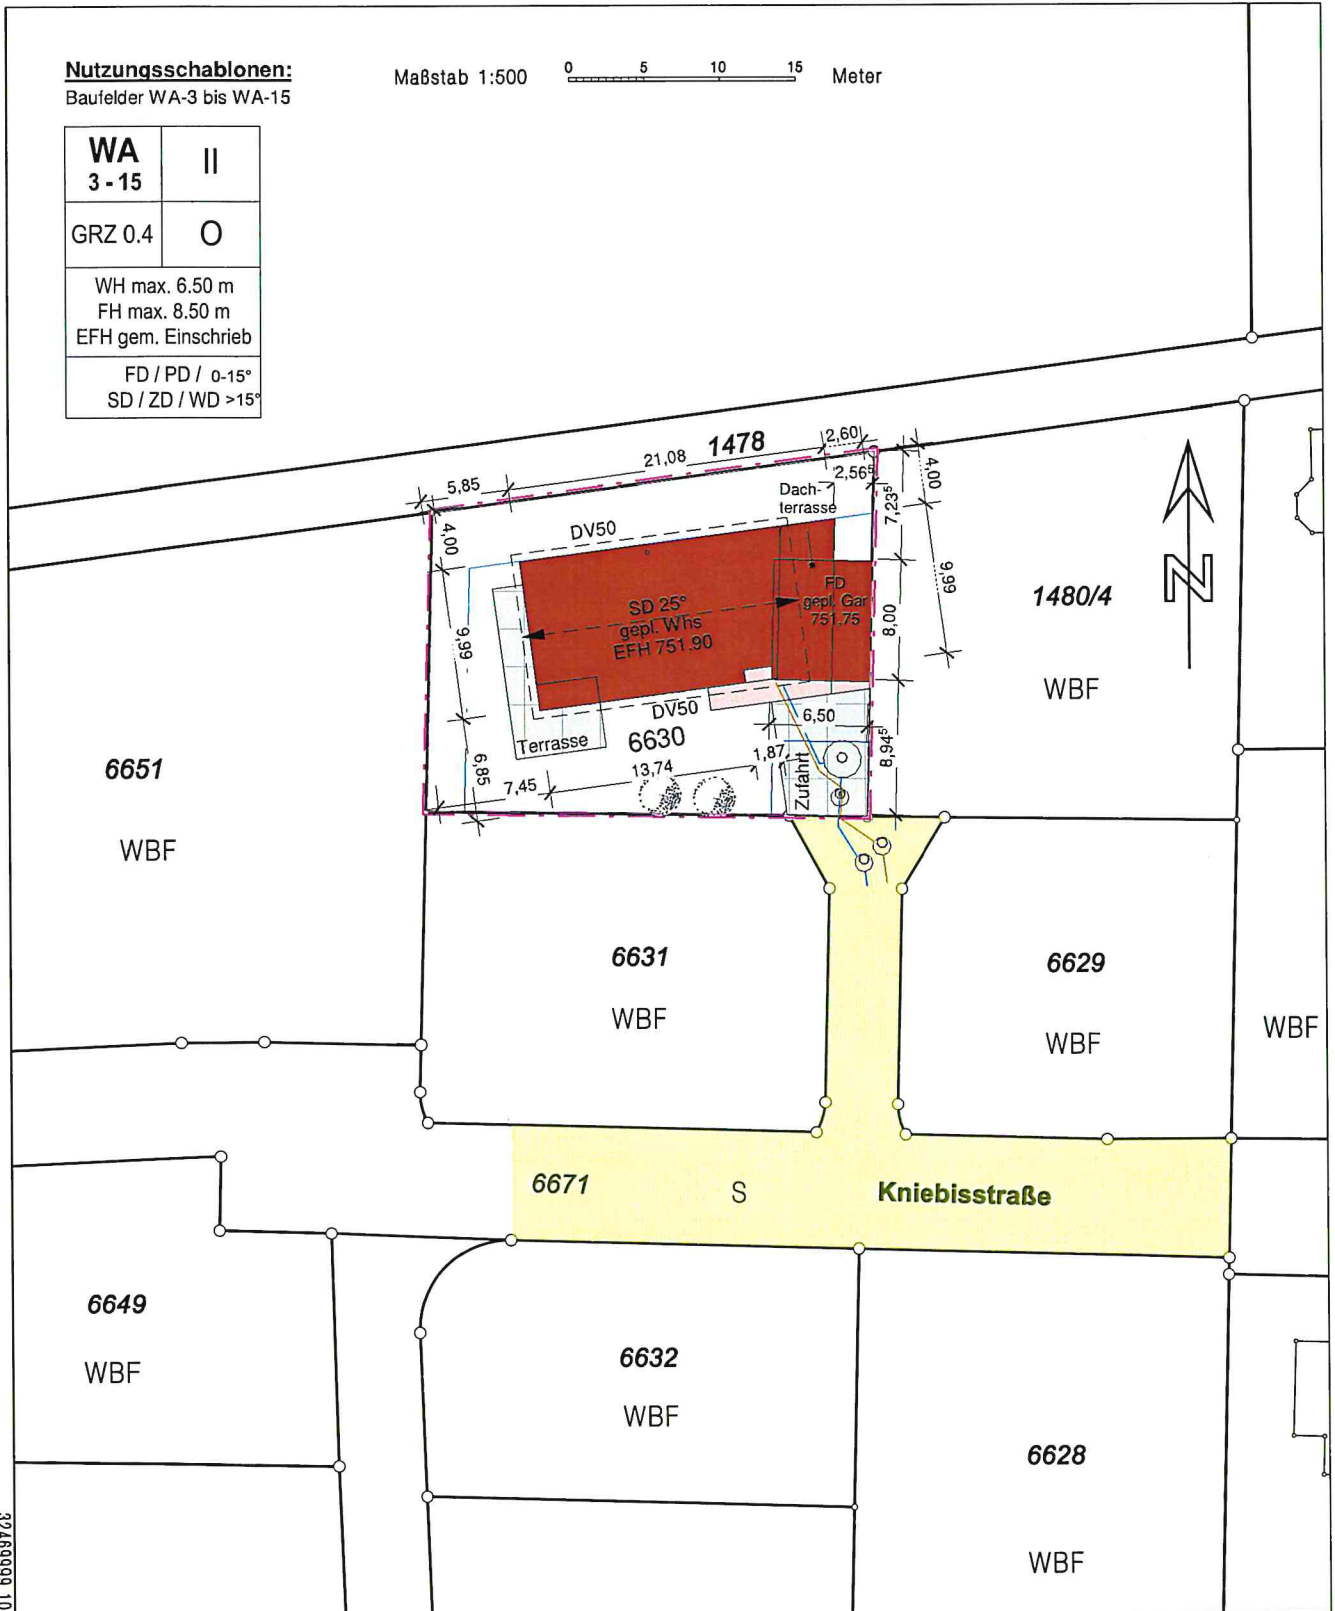 Nutzungsschablonen:
Baufelder WA-3 bis WA-15
Maßstab 1:500
0 5 10 15 Meter
WA
3 - 15
II
GRZ 0.4
O
WH max. 6.50 m
FH max. 8.50 m
EFH gem. Einschrieb
FD / PD / 0-15°
SD / ZD / WD >15°
1478
2,60
21,08
5,85
2,56⁵
4,00
7,23⁵
Dach-
terrasse
DV50
4,00
9,99
N
1480/4
WBF
FD
gepl. Gar
751,75
SD 25°
gepl. Whs
EFH 751,90
8,00
9,99
DV50
6,50
6630
Terrasse
8,94⁵
1,87
13,74
Zufahrt
6,85
7,45
6651
WBF
6631
WBF
6629
WBF
WBF
6671
S
Kniebisstraße
6649
WBF
6632
WBF
6628
WBF